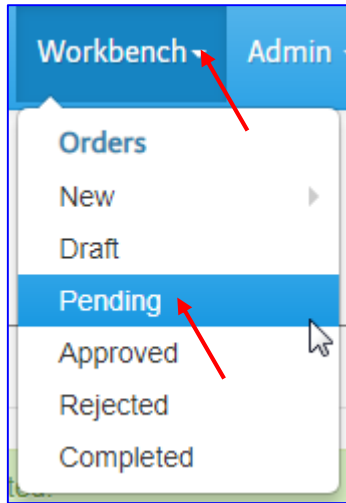 Workbench Admin
Orders
New
Draft
Pending
Approved
Rejected
Completed